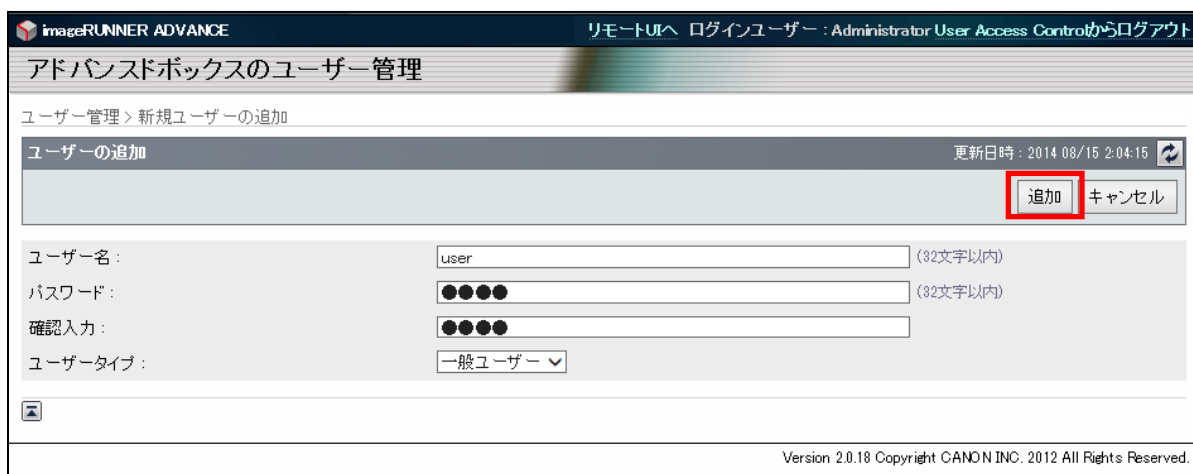 imageRUNNER ADVANCE リモートUIへ ログインユーザー : Administrator User Access Controlからログアウト
アドバンスドボックスのユーザー管理
ユーザー管理 > 新規ユーザーの追加
ユーザーの追加 更新日時 : 2014 08/15 2:04:15
追加 キャンセル
ユーザー名 : user (32文字以内)
パスワード : ●●●● (32文字以内)
確認入力 : ●●●●
ユーザータイプ : 一般ユーザー
Version 2.0.18 Copyright CANON INC. 2012 All Rights Reserved.